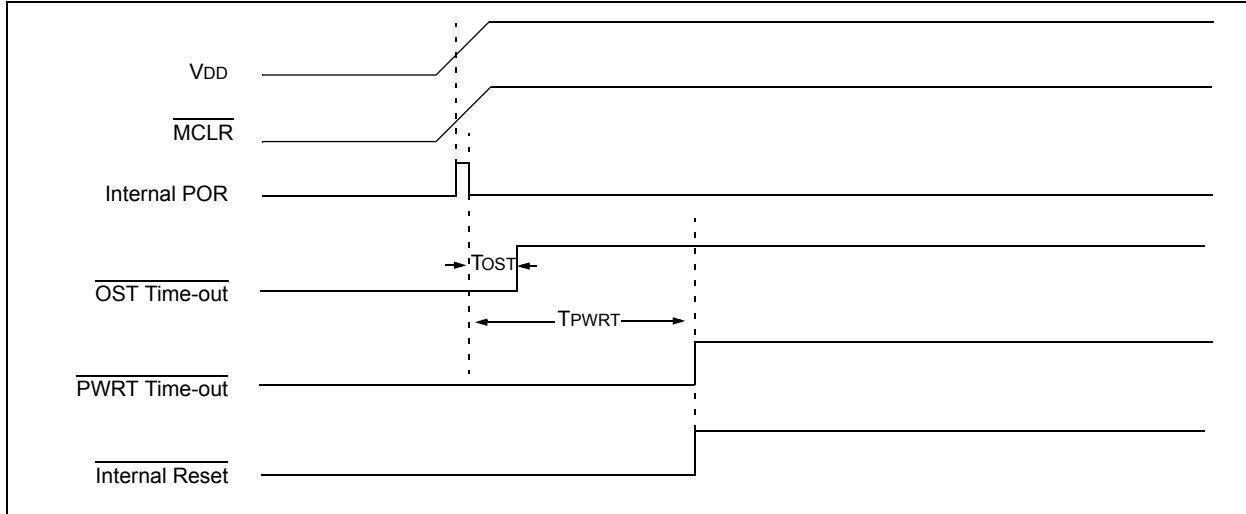 VDD
MCLR
Internal POR
TOST
OST Time-out
TPWRT
PWRT Time-out
Internal Reset